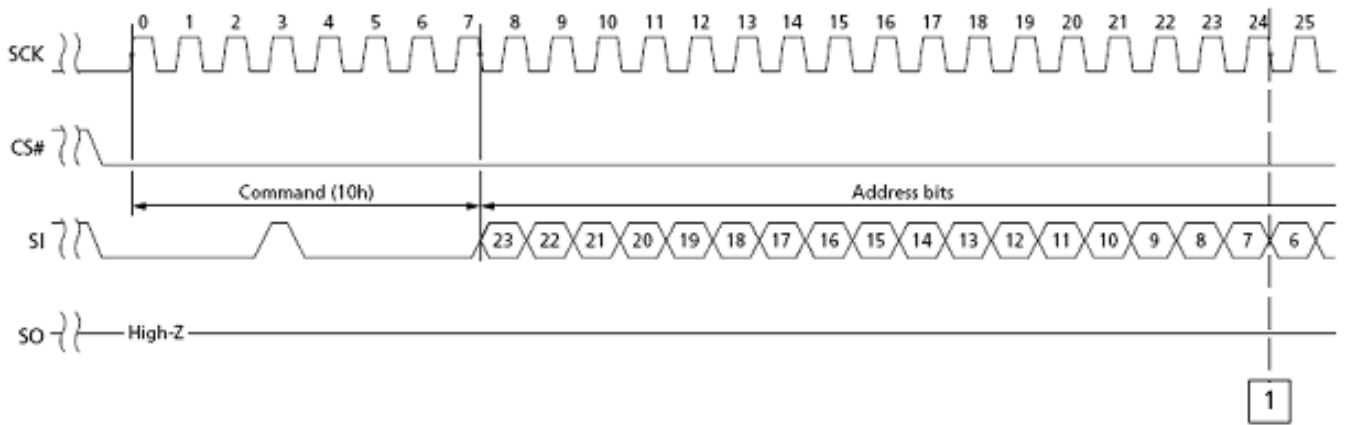 0 1 2 3 4 5 6 7 8 9 10 11 12 13 14 15 16 17 18 19 20 21 22 23 24 25
SCK
CS#
Command (10h) Address bits
SI 23 22 21 20 19 18 17 16 15 14 13 12 11 10 9 8 7 6
SO High-Z
1